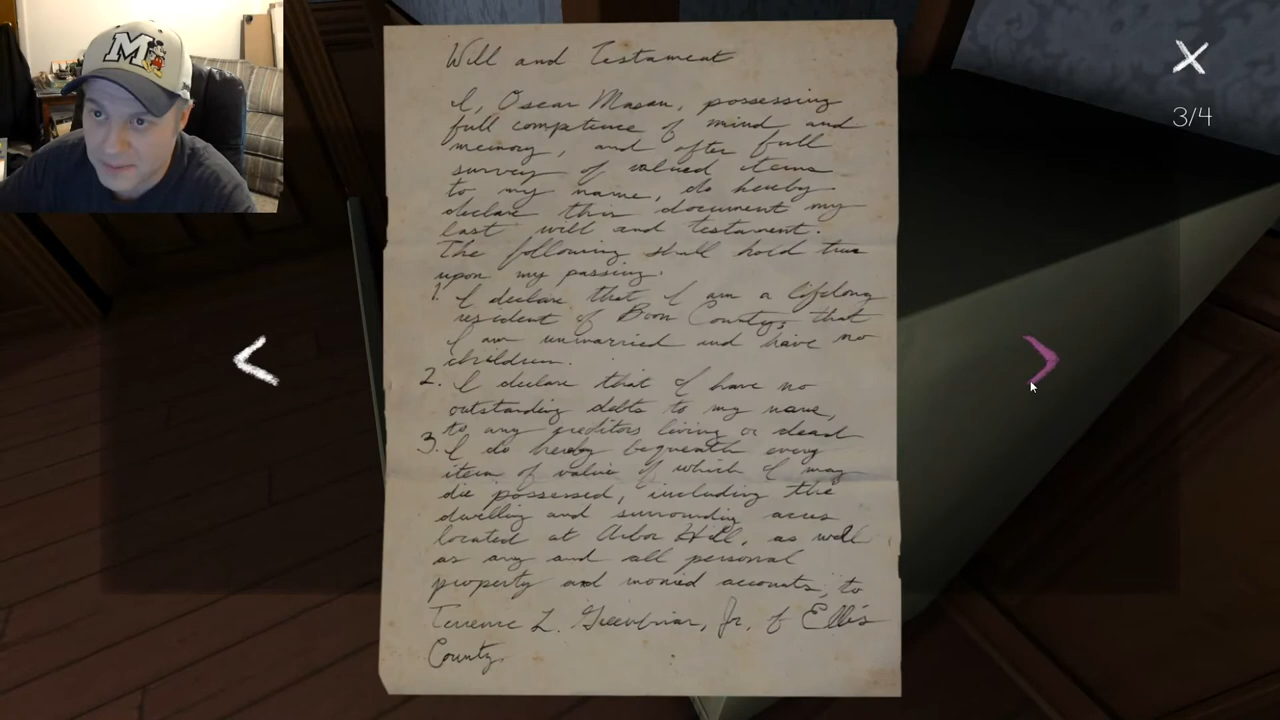 M
3/4
Will and Testament
I, Oscar Masan, possessing
full competence of mind and
memory, and after full
survey of valued items
to my name, do hereby
declare this document my
last will and testament.
The following shall hold true
upon my passing.
1. I declare that I am a lifelong
resident of Boon County, that
I am unmarried and have no
children.
2. I declare that I have no
outstanding debts to my name,
to any creditors living or dead
3. I do hereby bequeath every
item of value of which I may
die possessed, including the
dwelling and surrounding acres
located at Arbor Hill, as well
as any and all personal
property and monied accounts, to
Terrence L. Greenbriar, Jr. of Ellis
County.